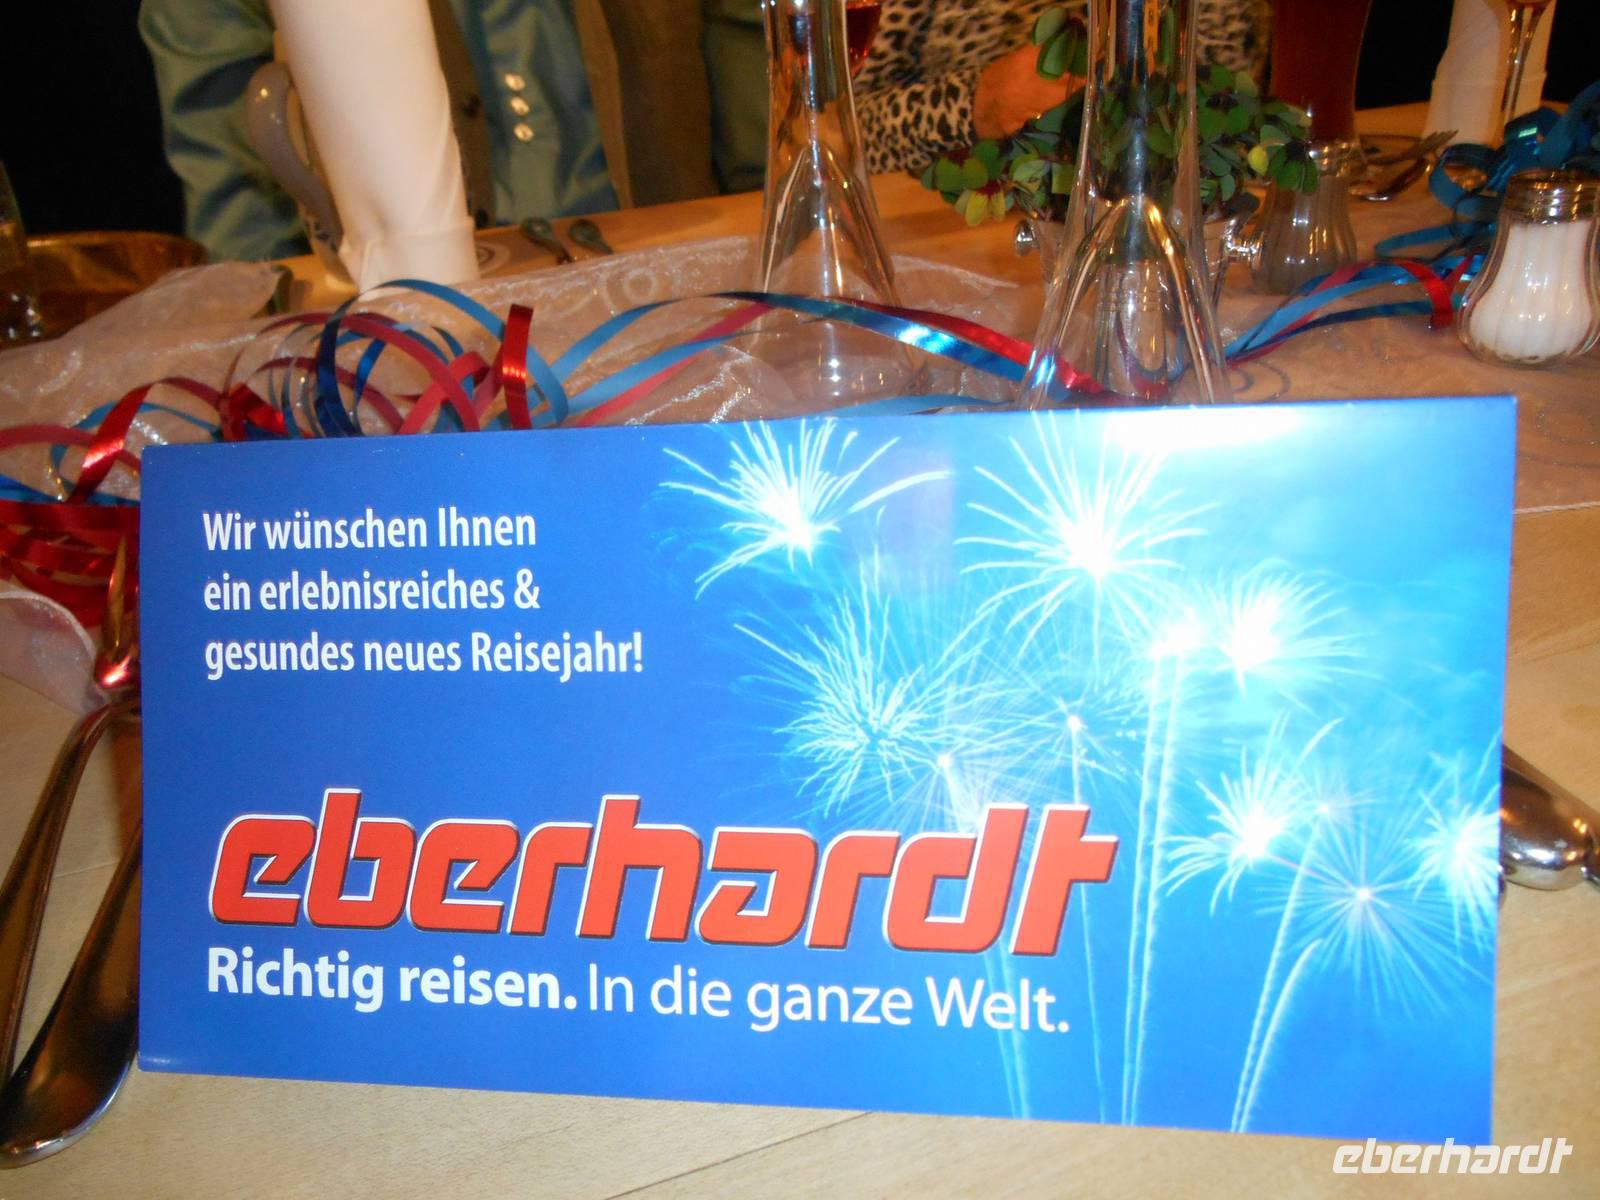 Wir wünschen Ihnen
ein erlebnisreiches &
gesundes neues Reisejahr!
eberhardt
Richtig reisen. In die ganze Welt.
eberhardt